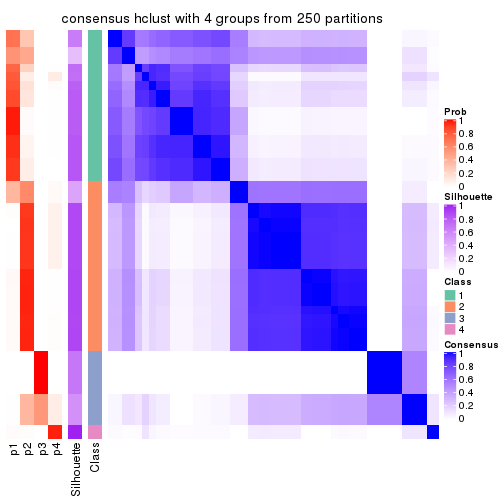 consensus hclust with 4 groups from 250 partitions
Prob
1
0.8
0.6
0.4
0.2
0
Silhouette
1
0.8
0.6
0.4
0.2
0
Class
1
2
3
4
Consensus
1
0.8
0.6
0.4
0.2
0
p1
p2
p3
p4
Silhouette
Class